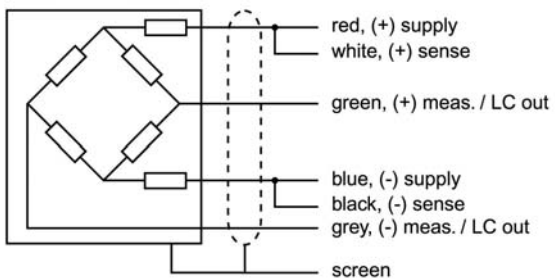 red, (+) supply
white, (+) sense
green, (+) meas. / LC out
blue, (-) supply
black, (-) sense
grey, (-) meas. / LC out
screen